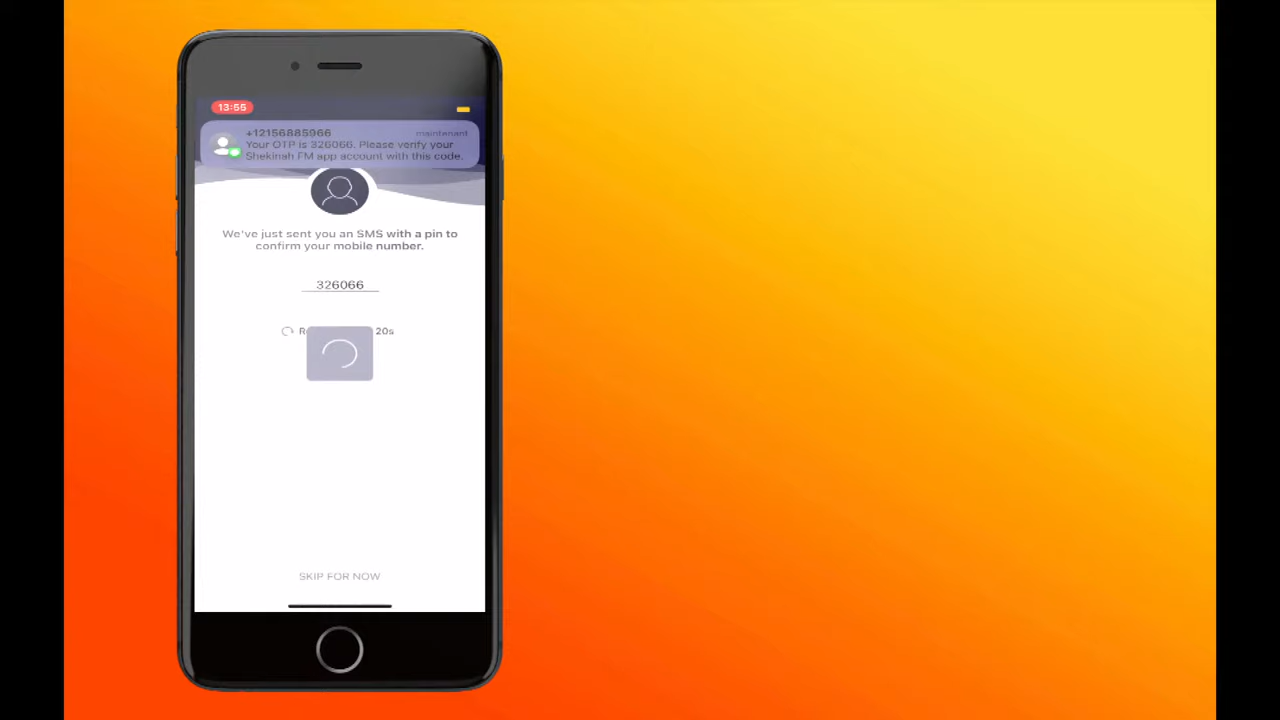 13:55
+12156885966 maintenant
Your OTP is 326066. Please verify your
Shekinah FM app account with this code.
We've just sent you an SMS with a pin to
confirm your mobile number.
326066
20s
SKIP FOR NOW